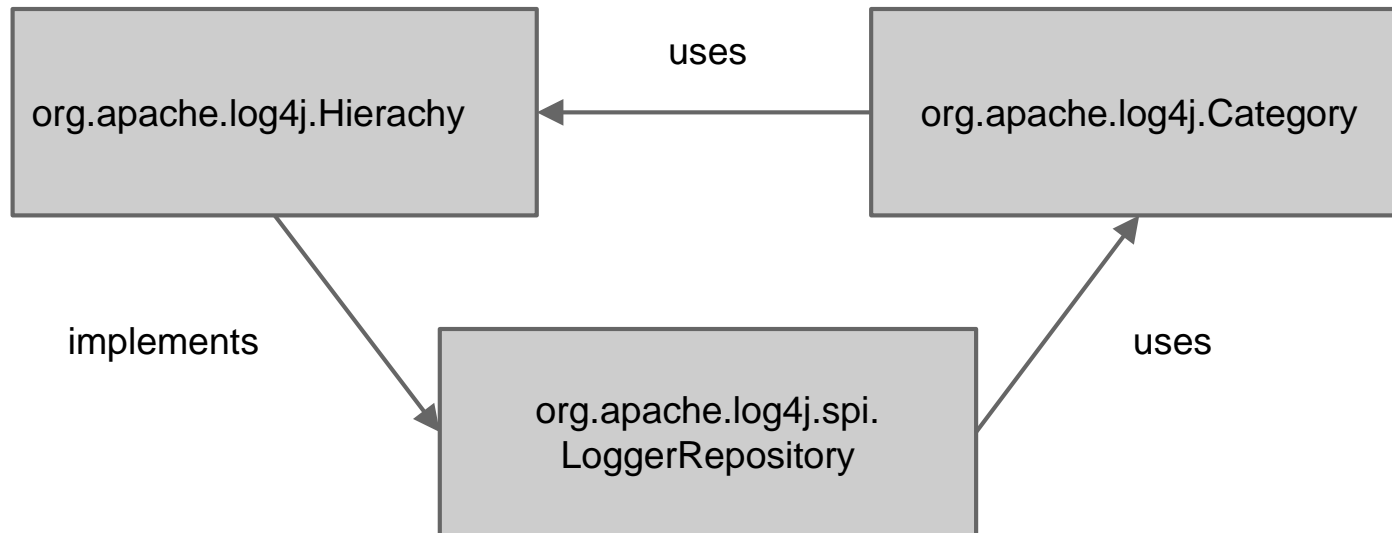 uses
org.apache.log4j.Hierachy
org.apache.log4j.Category
implements
uses
org.apache.log4j.spi.
LoggerRepository